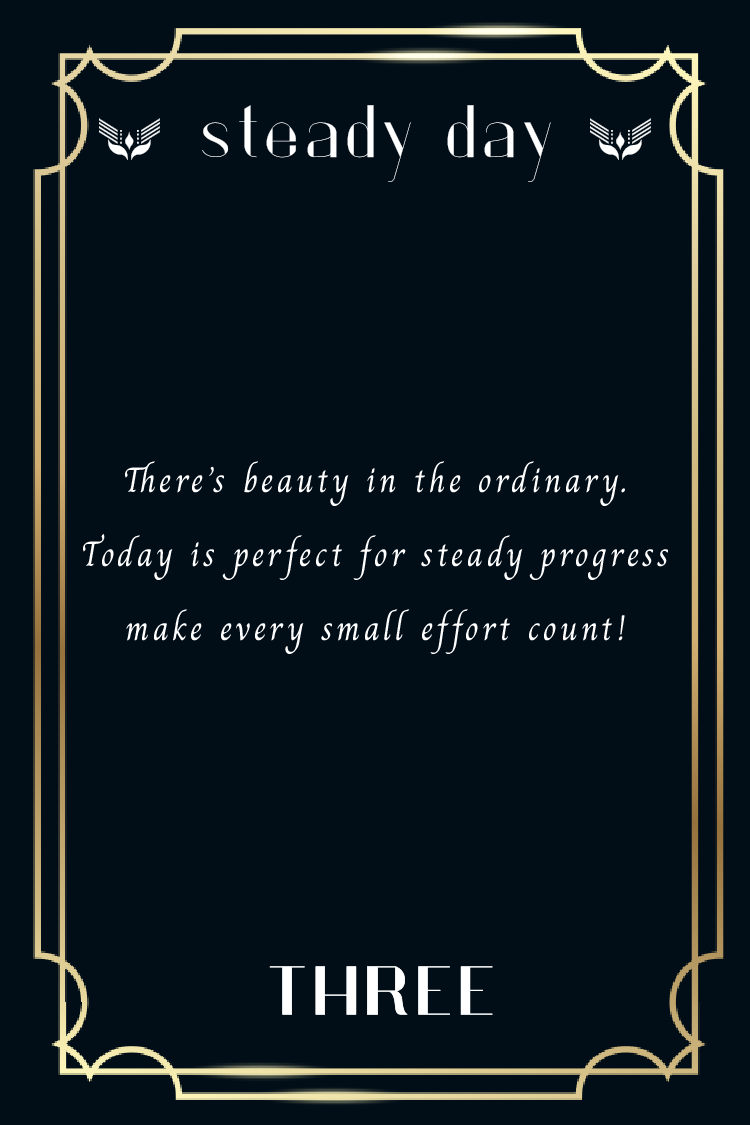 steady day
There's beauty in the ordinary.
Today is perfect for steady progress
make every small effort count!
THREE